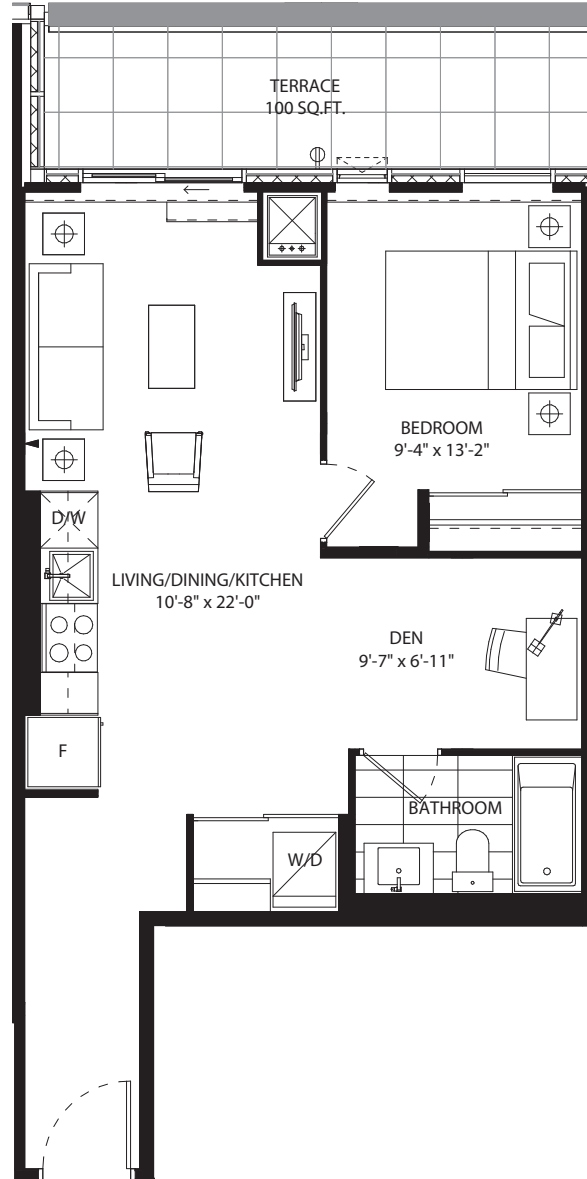 TERRACE
100 SQ.FT.
BEDROOM
9'-4" x 13'-2"
D/W
LIVING/DINING/KITCHEN
10'-8" x 22'-0"
DEN
9'-7" x 6'-11"
F
BATHROOM
W/D